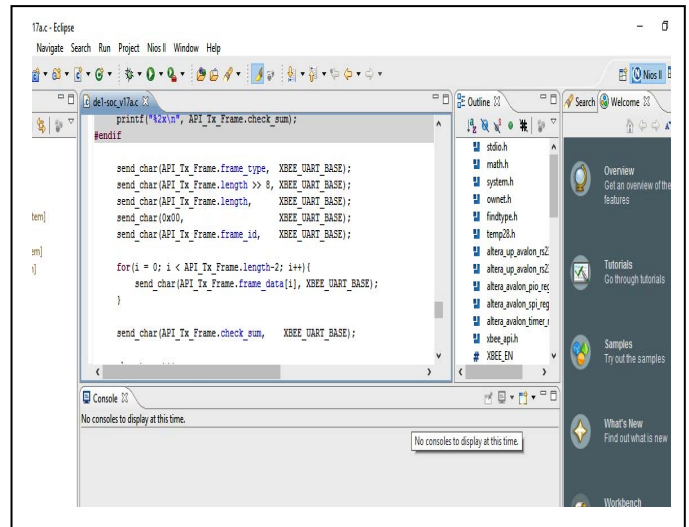 17a.c - Eclipse
Navigate Search Run Project Nios II Window Help
Nios II
de1-soc_v17a.c
printf("%2x\n", API_Tx_Frame.check_sum);
#endif
send_char(API_Tx_Frame.frame_type, XBEE_UART_BASE);
send_char(API_Tx_Frame.length >> 8, XBEE_UART_BASE);
send_char(API_Tx_Frame.length, XBEE_UART_BASE);
send_char(0x00, XBEE_UART_BASE);
send_char(API_Tx_Frame.frame_id, XBEE_UART_BASE);
for(i = 0; i < API_Tx_Frame.length-2; i++){
send_char(API_Tx_Frame.frame_data[i], XBEE_UART_BASE);
}
send_char(API_Tx_Frame.check_sum, XBEE_UART_BASE);
tem]
em]
Outline
stdio.h
math.h
system.h
ownet.h
findtype.h
temp28.h
altera_up_avalon_rs2
altera_up_avalon_rs2
altera_avalon_pio_reg
altera_avalon_spi_reg
altera_avalon_timer_r
xbee_api.h
# XBEE_EN
Search Welcome
Overview
Get an overview of the
features
Tutorials
Go through tutorials
Samples
Try out the samples
What's New
Find out what is new
Workbench
Console
No consoles to display at this time.
No consoles to display at this time.